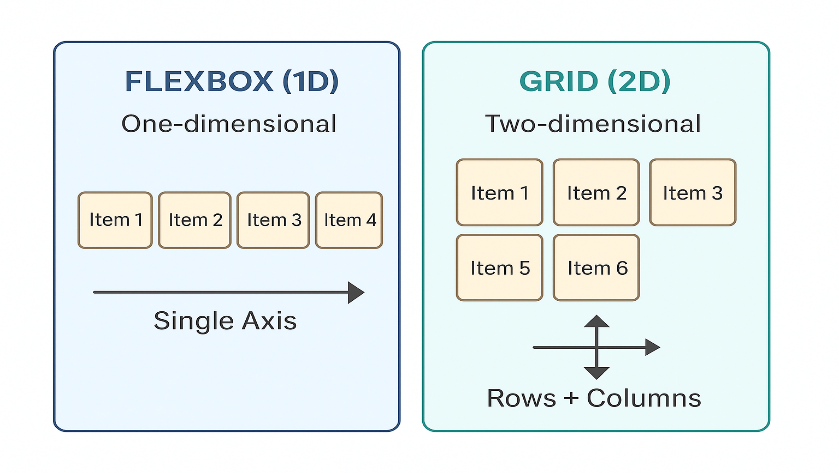 FLEXBOX (1D)
One-dimensional
Item 1 Item 2 Item 3 Item 4
Single Axis
GRID (2D)
Two-dimensional
Item 1 Item 2 Item 3
Item 5 Item 6
Rows + Columns